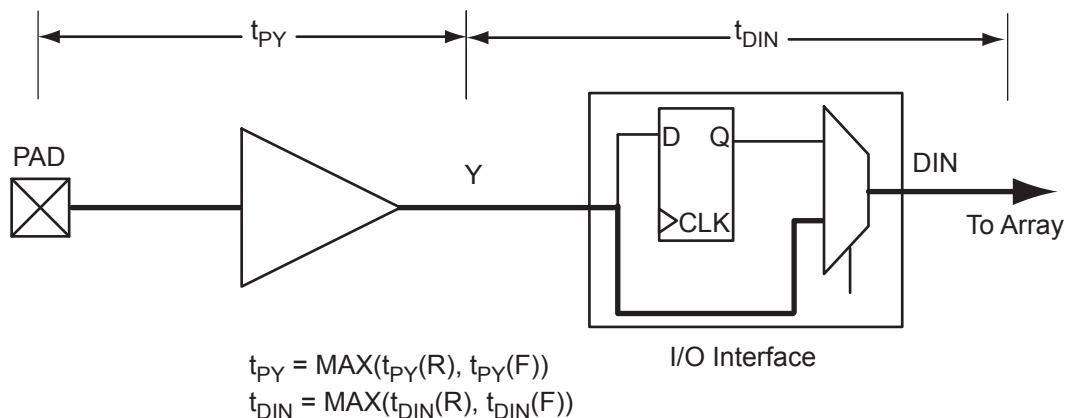 tPY
tDIN
PAD
Y
D
Q
CLK
DIN
To Array
I/O Interface
tPY = MAX(tPY(R), tPY(F))
tDIN = MAX(tDIN(R), tDIN(F))